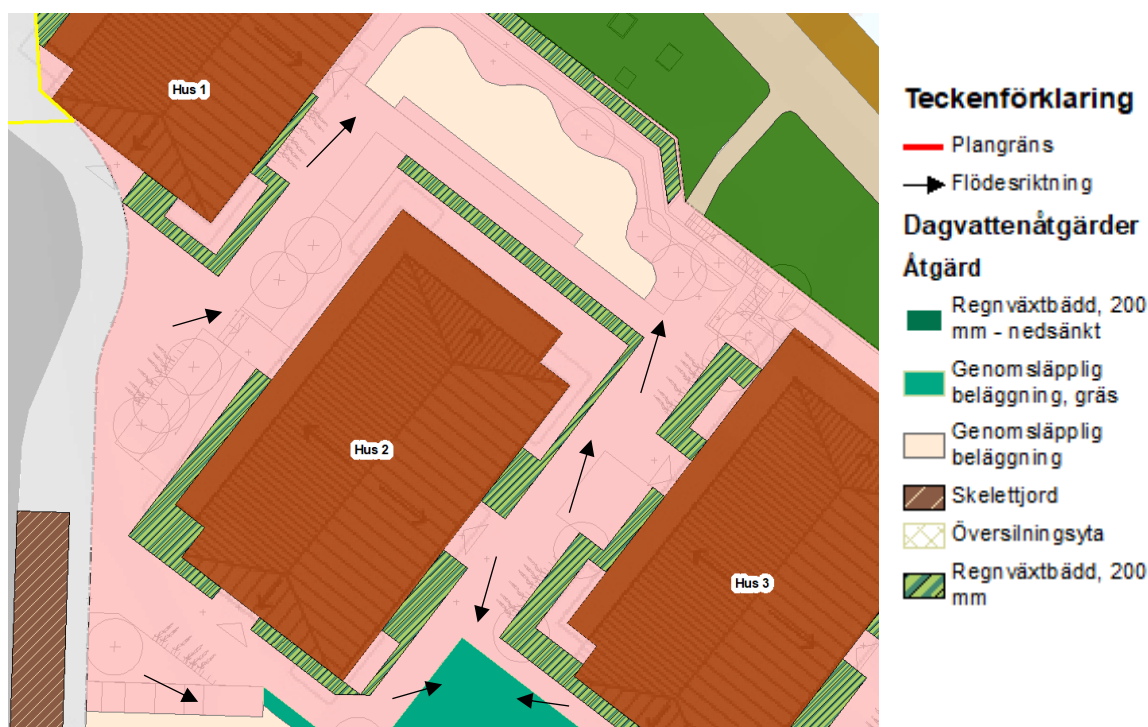 Hus 1
Hus 2
Hus 3
Teckenförklaring
Plangräns
Flödesriktning
Dagvattenåtgärder
Åtgärd
Regnväxtbädd, 200
mm - nedsänkt
Genomsläpplig
beläggning, gräs
Genomsläpplig
beläggning
Skelettjord
Översilningsyta
Regnväxtbädd, 200
mm